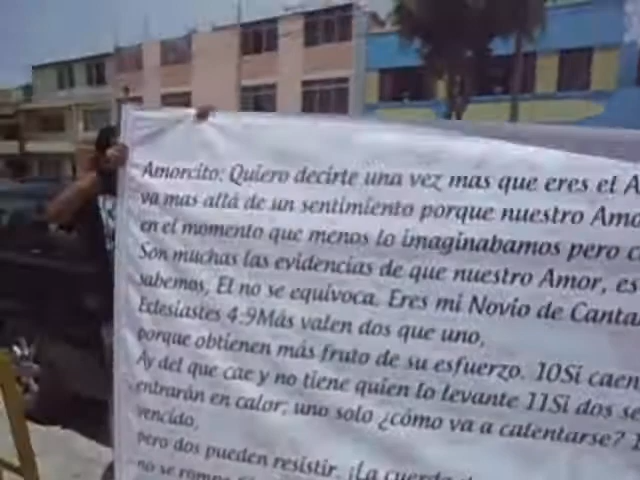 Amorcito: Quiero decirte una vez mas que eres el A
va mas allá de un sentimiento porque nuestro Amo
en el momento que menos lo imaginabamos pero c
Son muchas las evidencias de que nuestro Amor, es
sabemos, El no se equivoca. Eres mi Novio de Canta
Eclesiastes 4:9Más valen dos que uno,
porque obtienen más fruto de su esfuerzo. 10Si caen
Ay del que cae y no tiene quien lo levante 11Si dos se
entrarán en calor; uno solo ¿cómo va a calentarse? 1
vencido,
pero dos pueden resistir. ¡La cuerda d
no se rompe